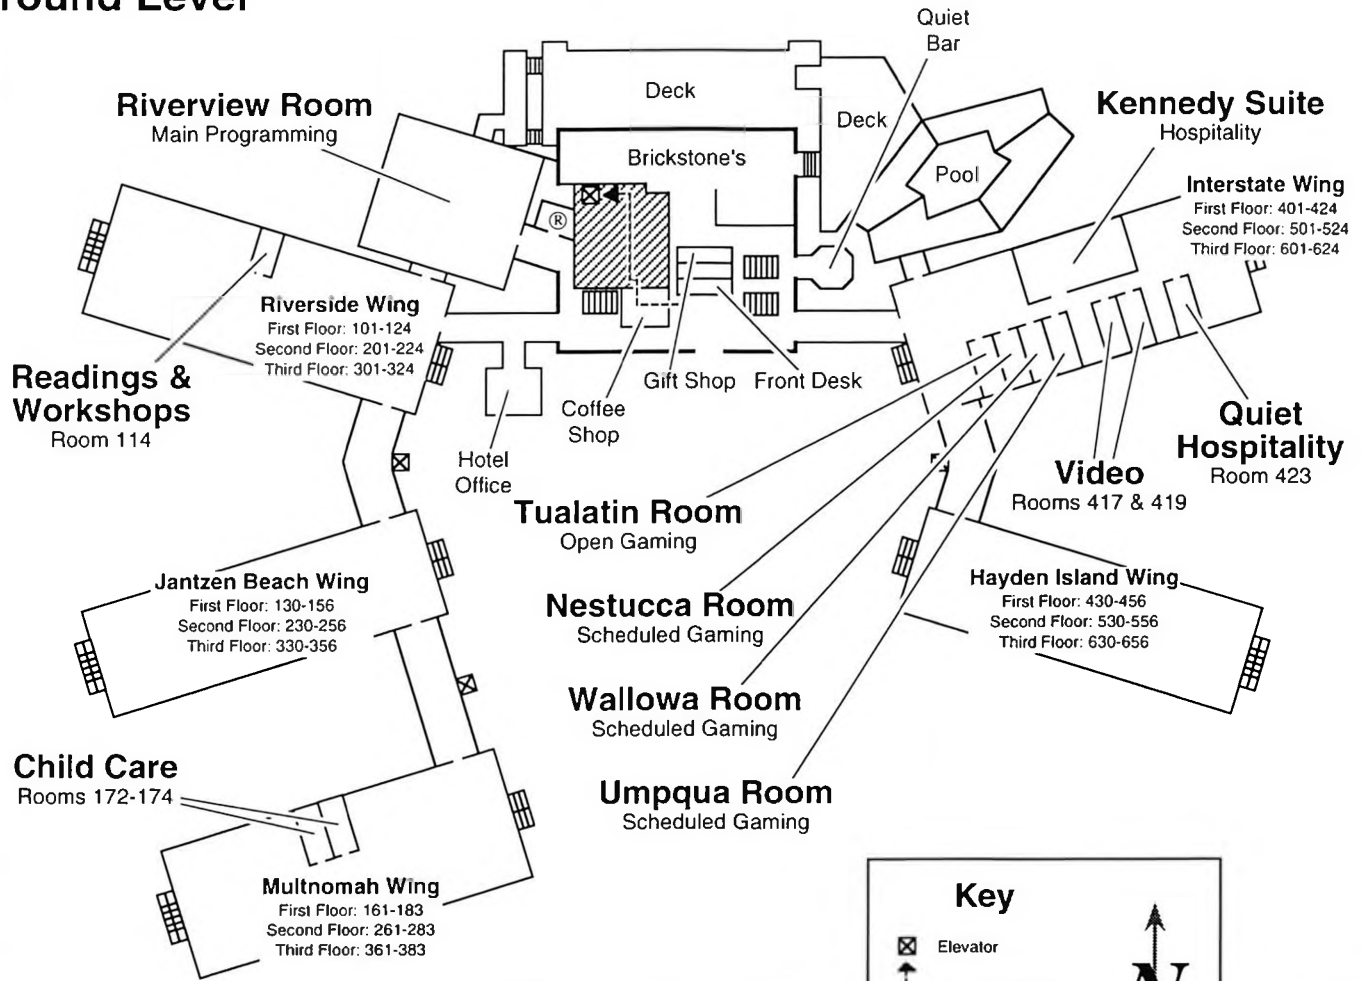 round Level
Quiet
Bar
Deck
Riverview Room
Main Programming
Kennedy Suite
Hospitality
Deck
Brickstone's
Pool
Interstate Wing
First Floor: 401-424
Second Floor: 501-524
Third Floor: 601-624
®
Riverside Wing
First Floor: 101-124
Second Floor: 201-224
Third Floor: 301-324
Readings &
Workshops
Room 114
Gift Shop
Front Desk
Coffee
Shop
Hotel
Office
Quiet
Hospitality
Room 423
Video
Rooms 417 & 419
Tualatin Room
Open Gaming
Jantzen Beach Wing
First Floor: 130-156
Second Floor: 230-256
Third Floor: 330-356
Nestucca Room
Scheduled Gaming
Hayden Island Wing
First Floor: 430-456
Second Floor: 530-556
Third Floor: 630-656
Wallowa Room
Scheduled Gaming
Child Care
Rooms 172-174
Umpqua Room
Scheduled Gaming
Multnomah Wing
First Floor: 161-183
Second Floor: 261-283
Third Floor: 361-383
Key
Elevator
N